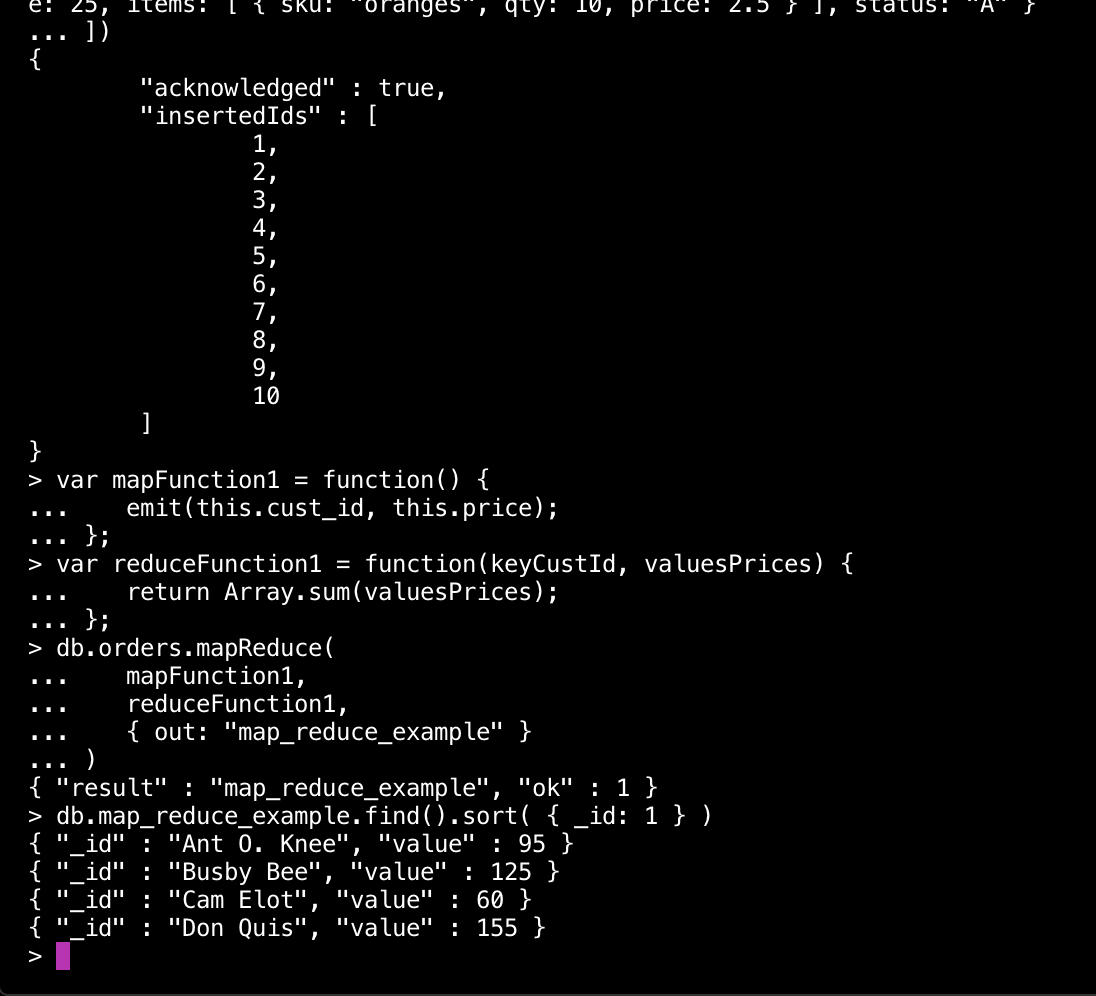 e: 25, items: [ { sku: "oranges", qty: 10, price: 2.5 } ], status: "A" }
... ])
{
        "acknowledged" : true,
        "insertedIds" : [
                1,
                2,
                3,
                4,
                5,
                6,
                7,
                8,
                9,
                10
        ]
}
> var mapFunction1 = function() {
...    emit(this.cust_id, this.price);
... };
> var reduceFunction1 = function(keyCustId, valuesPrices) {
...    return Array.sum(valuesPrices);
... };
> db.orders.mapReduce(
...    mapFunction1,
...    reduceFunction1,
...    { out: "map_reduce_example" }
... )
{ "result" : "map_reduce_example", "ok" : 1 }
> db.map_reduce_example.find().sort( { _id: 1 } )
{ "_id" : "Ant O. Knee", "value" : 95 }
{ "_id" : "Busby Bee", "value" : 125 }
{ "_id" : "Cam Elot", "value" : 60 }
{ "_id" : "Don Quis", "value" : 155 }
>